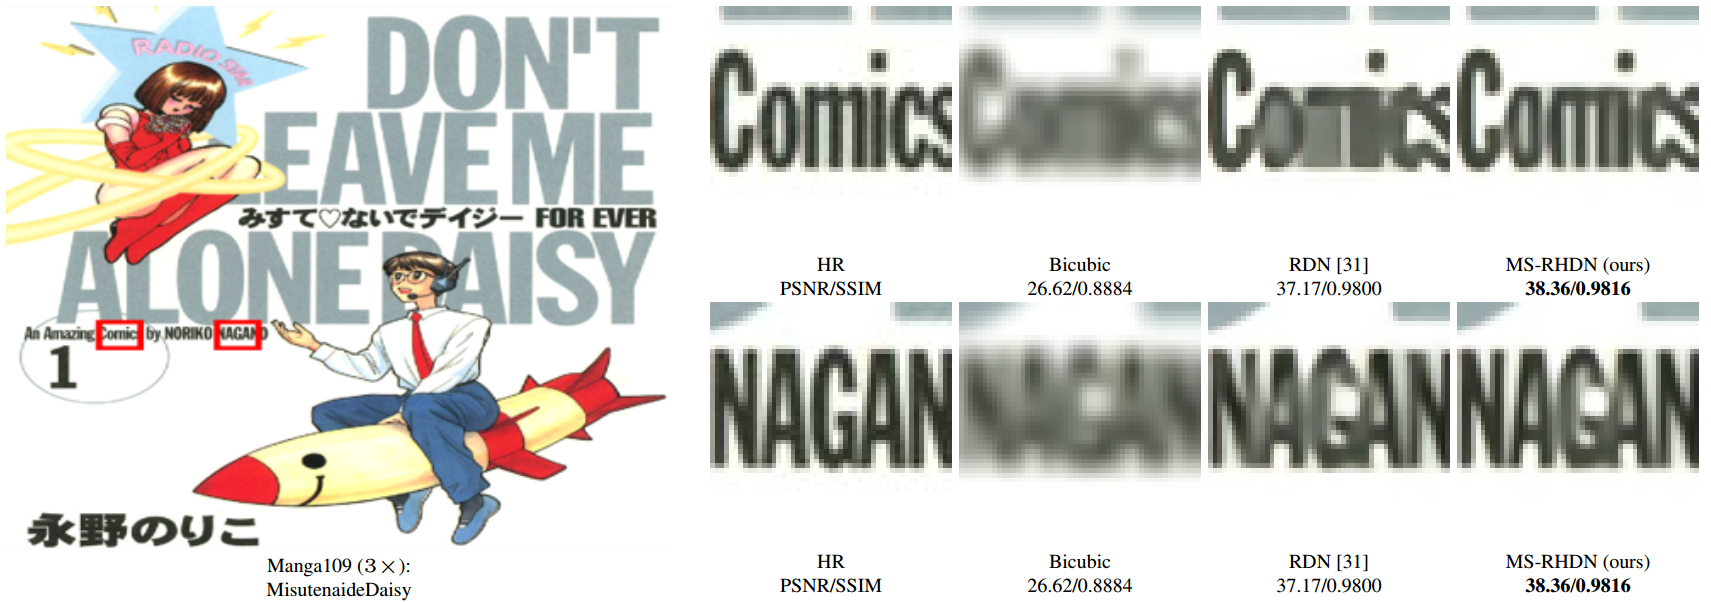 RADIO
DON'T
LEAVE ME
みすて♡ないでデイジー FOR EVER
ALONE DAISY
An Amazing Comics by NORIKO NAGANO
1
永野のりこ
Manga109 (3×):
MisutenaideDaisy
Comics Comics Comics Comics
HR Bicubic RDN [31] MS-RHDN (ours)
PSNR/SSIM 26.62/0.8884 37.17/0.9800 38.36/0.9816
NAGAN NAGAN NAGAN NAGAN
HR Bicubic RDN [31] MS-RHDN (ours)
PSNR/SSIM 26.62/0.8884 37.17/0.9800 38.36/0.9816